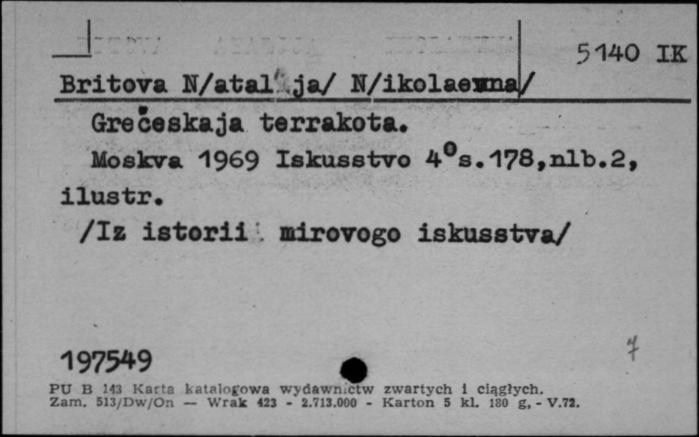 5140 IK
Britova N/atal'ja/ N/ikolaevna/
Grečeskaja terrakota.
Moskva 1969 Iskusstvo 4⁰s.178,nlb.2,
ilustr.
/Iz istorii mirovogo iskusstva/
7
197549
PU B 143 Karta katalogowa wydawnictw zwartych i ciągłych.
Zam. 513/Dw/On — Wrak 423 - 2.713.000 - Karton 5 kl. 180 g, - V.72.